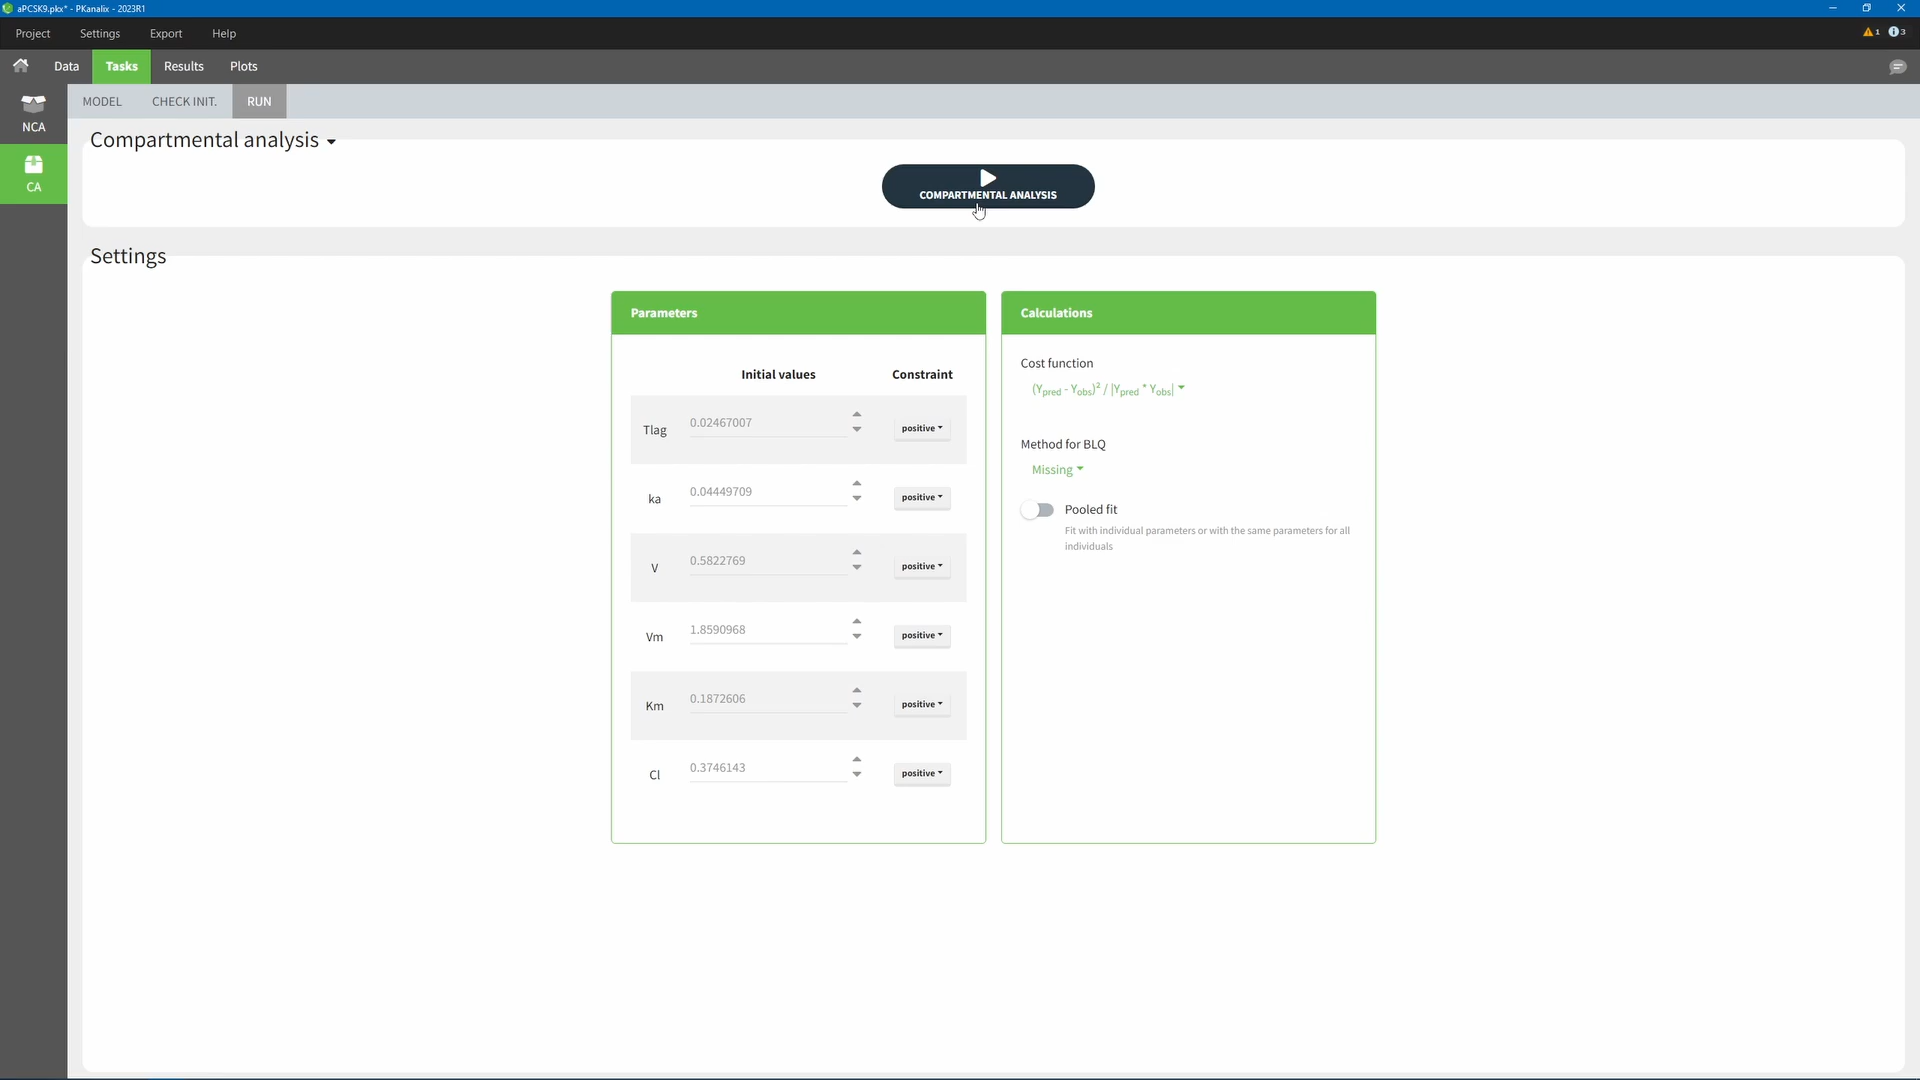 aPCSK9.pkx* - PKanalix - 2023R1
Project Settings Export Help
1 3
Data Tasks Results Plots
NCA
CA
MODEL CHECK INIT. RUN
Compartmental analysis
COMPARTMENTAL ANALYSIS
Settings
Parameters
Initial values Constraint
Tlag 0.02467007 positive
ka 0.04449709 positive
V 0.5822769 positive
Vm 1.8590968 positive
Km 0.1872606 positive
Cl 0.3746143 positive
Calculations
Cost function
(Ypred - Yobs)² / |Ypred * Yobs|
Method for BLQ
Missing
Pooled fit
Fit with individual parameters or with the same parameters for all
individuals